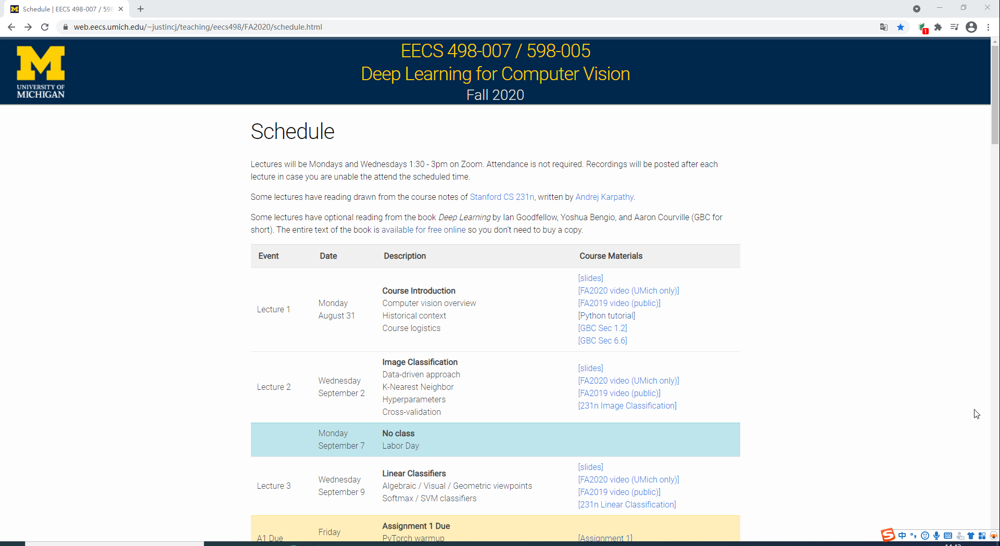 Schedule | EECS 498-007 / 598
web.eecs.umich.edu/~justincj/teaching/eecs498/FA2020/schedule.html
1
UNIVERSITY OF
MICHIGAN
EECS 498-007 / 598-005
Deep Learning for Computer Vision
Fall 2020
Schedule
Lectures will be Mondays and Wednesdays 1:30 - 3pm on Zoom. Attendance is not required. Recordings will be posted after each
lecture in case you are unable the attend the scheduled time.
Some lectures have reading drawn from the course notes of Stanford CS 231n, written by Andrej Karpathy.
Some lectures have optional reading from the book Deep Learning by Ian Goodfellow, Yoshua Bengio, and Aaron Courville (GBC for
short). The entire text of the book is available for free online so you don't need to buy a copy.
Event Date Description Course Materials
Lecture 1
Monday
August 31
Course Introduction
Computer vision overview
Historical context
Course logistics
[slides]
[FA2020 video (UMich only)]
[FA2019 video (public)]
[Python tutorial]
[GBC Sec 1.2]
[GBC Sec 6.6]
Lecture 2
Wednesday
September 2
Image Classification
Data-driven approach
K-Nearest Neighbor
Hyperparameters
Cross-validation
[slides]
[FA2020 video (UMich only)]
[FA2019 video (public)]
[231n Image Classification]
Monday
September 7
No class
Labor Day
Lecture 3
Wednesday
September 9
Linear Classifiers
Algebraic / Visual / Geometric viewpoints
Softmax / SVM classifiers
[slides]
[FA2020 video (UMich only)]
[FA2019 video (public)]
[231n Linear Classification]
A1 Due
Friday
Assignment 1 Due
PyTorch warmup
[Assignment 1]
中